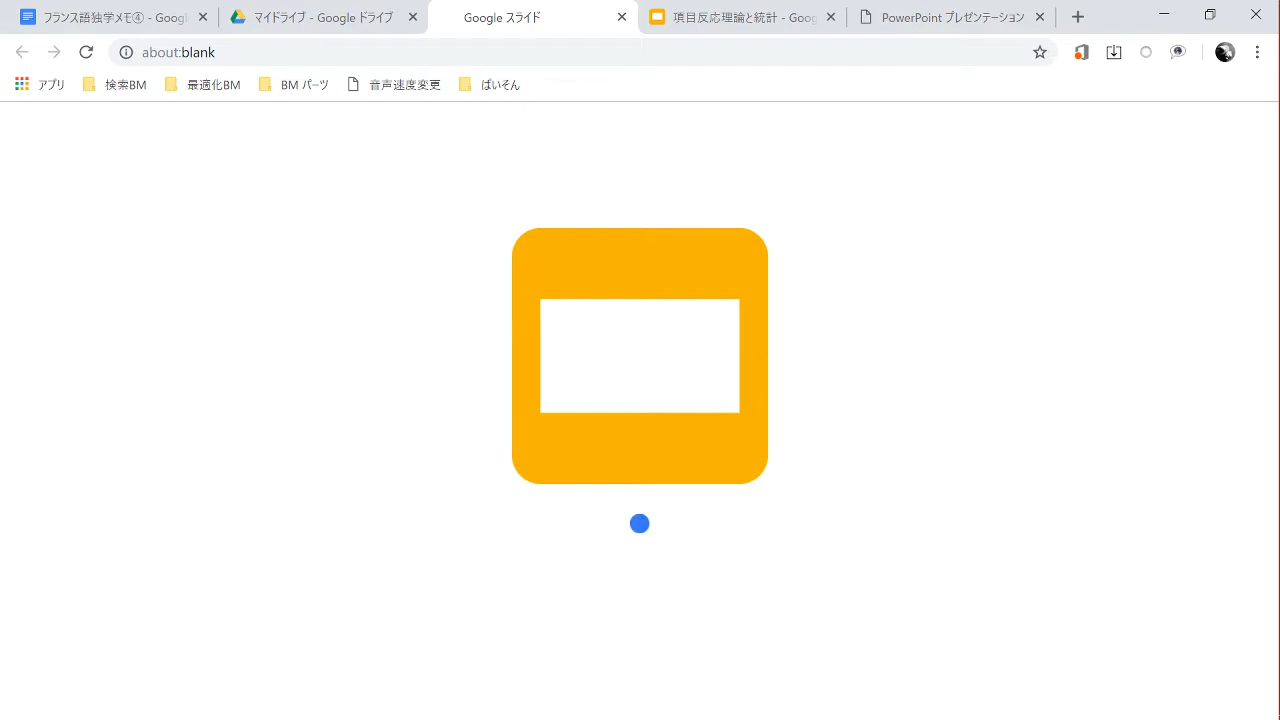 フランス語独学メモ④ - Goog
マイドライブ - Google ドライブ
Google スライド
項目反応理論と統計 - Goog
PowerPoint プレゼンテーション
about:blank
アプリ
検索BM
最適化BM
BM パーツ
音声速度変更
ぱいそん